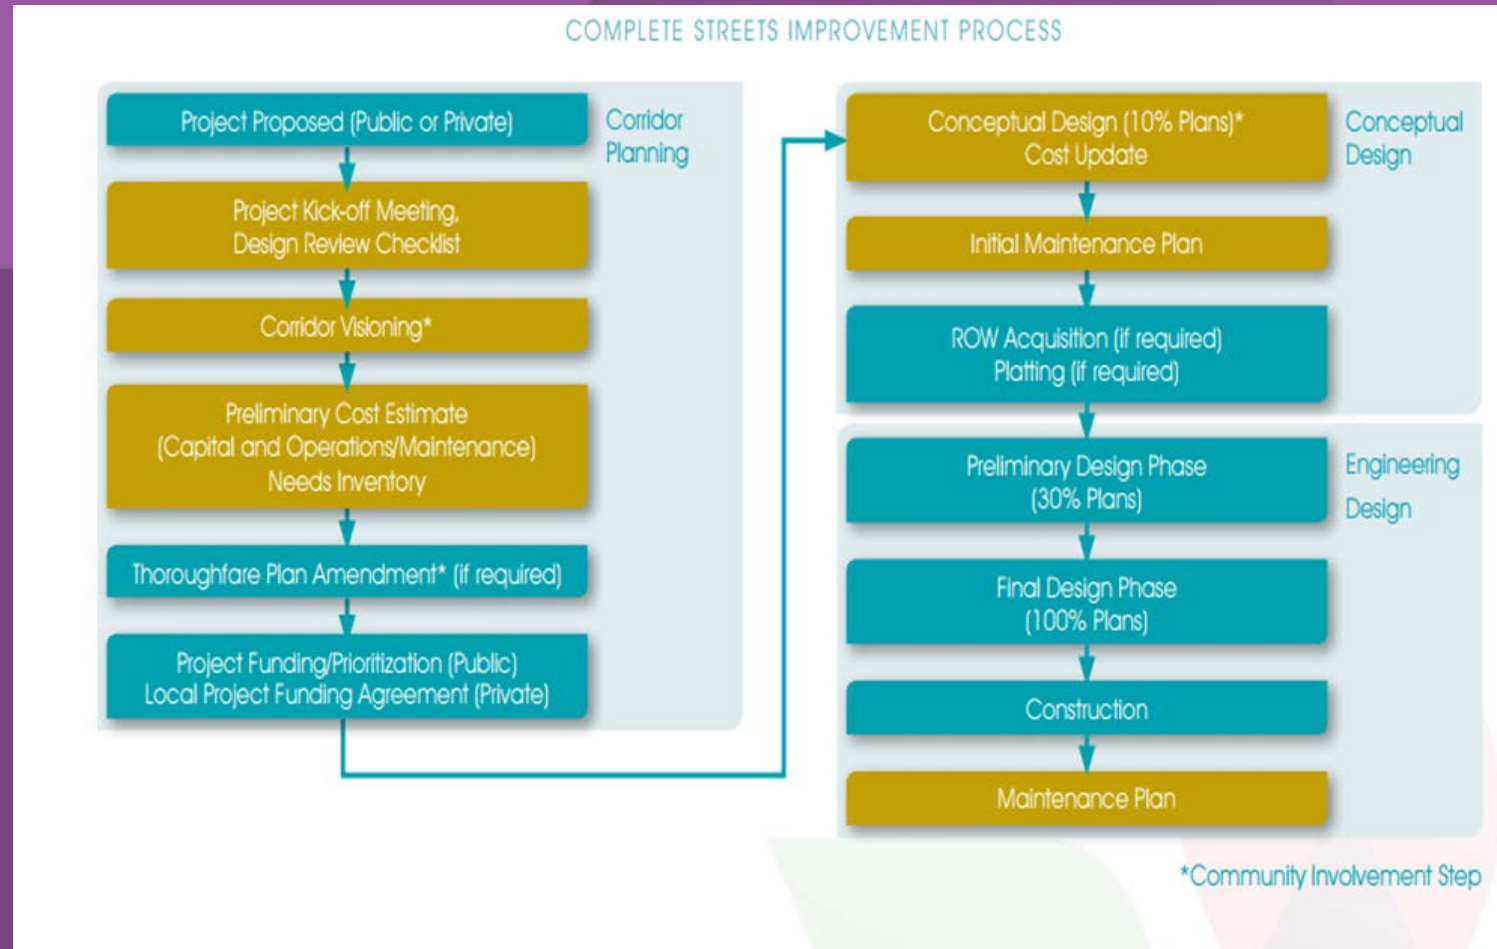 COMPLETE STREETS IMPROVEMENT PROCESS
Project Proposed (Public or Private)
Corridor
Planning
Project Kick-off Meeting,
Design Review Checklist
Corridor Visioning*
Preliminary Cost Estimate
(Capital and Operations/Maintenance)
Needs Inventory
Thoroughfare Plan Amendment* (if required)
Project Funding/Prioritization (Public)
Local Project Funding Agreement (Private)
Conceptual Design (10% Plans)*
Cost Update
Conceptual
Design
Initial Maintenance Plan
ROW Acquisition (if required)
Platting (if required)
Preliminary Design Phase
(30% Plans)
Engineering
Design
Final Design Phase
(100% Plans)
Construction
Maintenance Plan
*Community Involvement Step